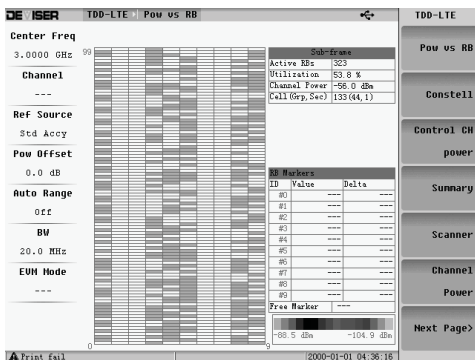 DEVISER TDD-LTE Pow vs RB TDD-LTE
Center Freq
3.0000 GHz
Channel
---
Ref Source
Std Accy
Pow Offset
0.0 dB
Auto Range
Off
BW
20.0 MHz
EVM Mode
---
99
0
9
Sub-frame
Active RBs 323
Utilization 53.8 %
Channel Power -56.0 dBm
Cell(Grp,Sec) 133(44,1)
RB Markers
ID Value Delta
#0 --- ---
#1 --- ---
#2 --- ---
#3 --- ---
#4 --- ---
#5 --- ---
#6 --- ---
#7 --- ---
#8 --- ---
#9 --- ---
Free Marker ---
-88.5 dBm -104.9 dBm
Pow vs RB
Constell
Control CH
power
Summary
Scanner
Channel
Power
Next Page>
Print fail 2000-01-01 04:36:16